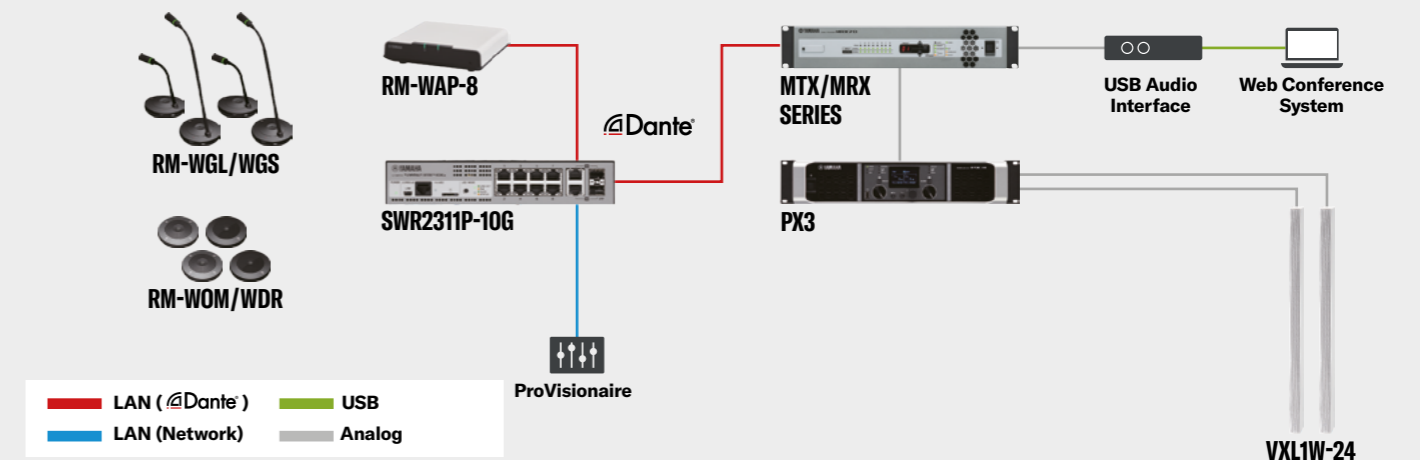 RM-WGL/WGS
RM-WOM/WDR
RM-WAP-8
Dante
SWR2311P-10G
ProVisionaire
YAMAHA
MTX/MRX
SERIES
PX3
USB Audio
Interface
Web Conference
System
VXL1W-24
LAN ( Dante )
USB
LAN (Network)
Analog